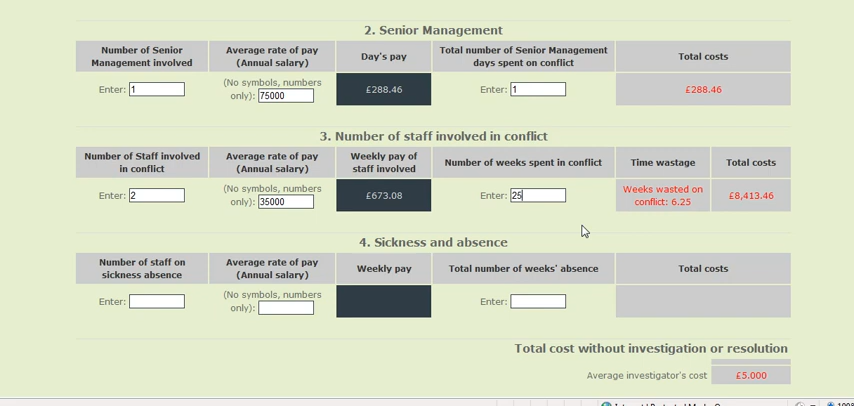 2. Senior Management
Number of Senior Management involved
Average rate of pay (Annual salary)
Day's pay
Total number of Senior Management days spent on conflict
Total costs
Enter: 1
(No symbols, numbers only): 75000
£288.46
Enter: 1
£288.46
3. Number of staff involved in conflict
Number of Staff involved in conflict
Average rate of pay (Annual salary)
Weekly pay of staff involved
Number of weeks spent in conflict
Time wastage
Total costs
Enter: 2
(No symbols, numbers only): 35000
£673.08
Enter: 25
Weeks wasted on conflict: 6.25
£8,413.46
4. Sickness and absence
Number of staff on sickness absence
Average rate of pay (Annual salary)
Weekly pay
Total number of weeks' absence
Total costs
Enter:
(No symbols, numbers only):
Enter:
Total cost without investigation or resolution
Average investigator's cost
£5.000